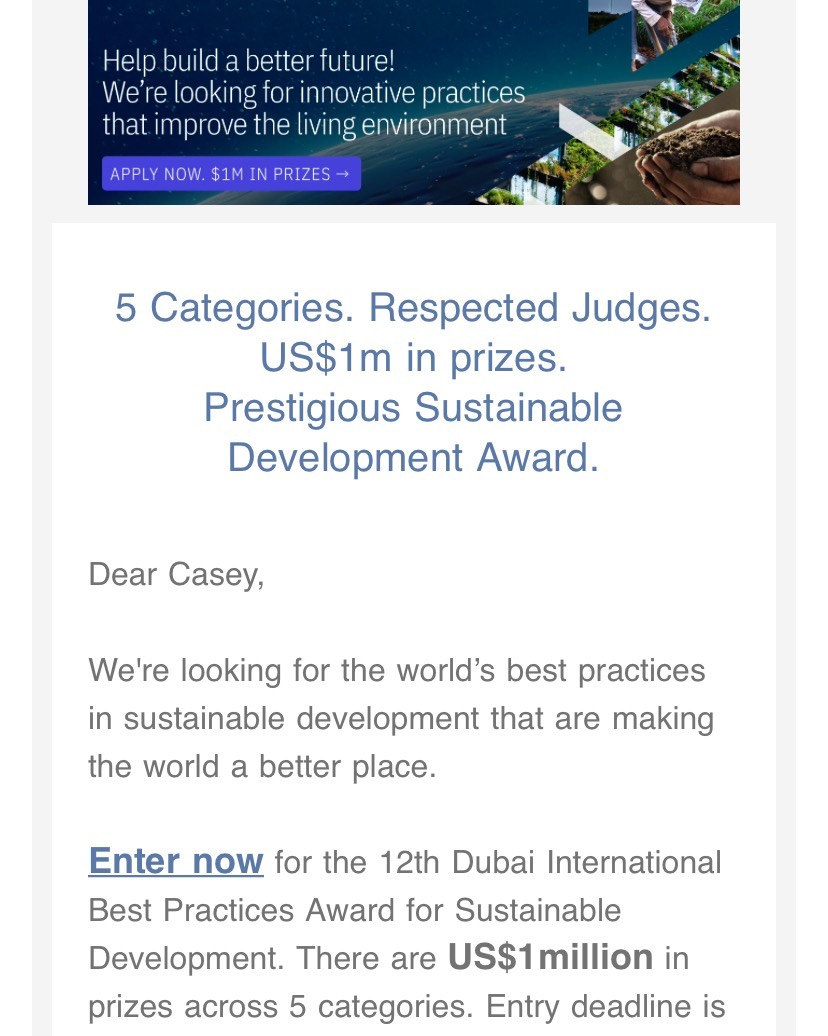 Help build a better future!
We’re looking for innovative practices
that improve the living environment
APPLY NOW. $1M IN PRIZES →
5 Categories. Respected Judges.
US$1m in prizes.
Prestigious Sustainable
Development Award.
Dear Casey,
We're looking for the world’s best practices
in sustainable development that are making
the world a better place.
Enter now for the 12th Dubai International
Best Practices Award for Sustainable
Development. There are US$1million in
prizes across 5 categories. Entry deadline is